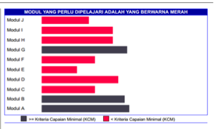 MODUL YANG PERLU DIPELAJARI ADALAH YANG BERWARNA MERAH
Modul J
Modul I
Modul H
Modul G
Modul F
Modul E
Modul D
Modul C
Modul B
Modul A
>= Kriteria Capaian Minimal (KCM)
< Kriteria Capaian Minimal (KCM)